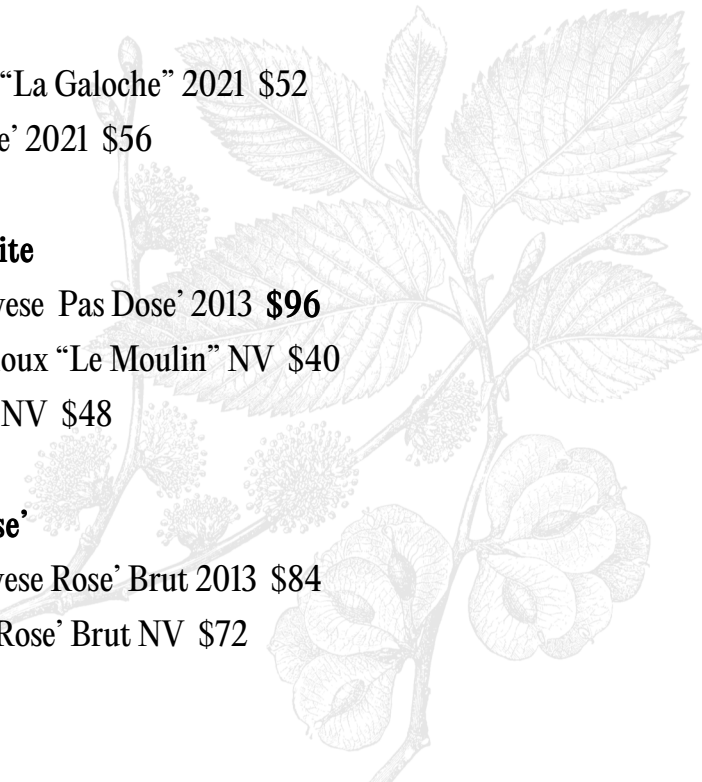 “La Galoche” 2021 $52
e’ 2021 $56
ite
vese Pas Dose’ 2013 $96
oux “Le Moulin” NV $40
NV $48
se’
vese Rose’ Brut 2013 $84
Rose’ Brut NV $72